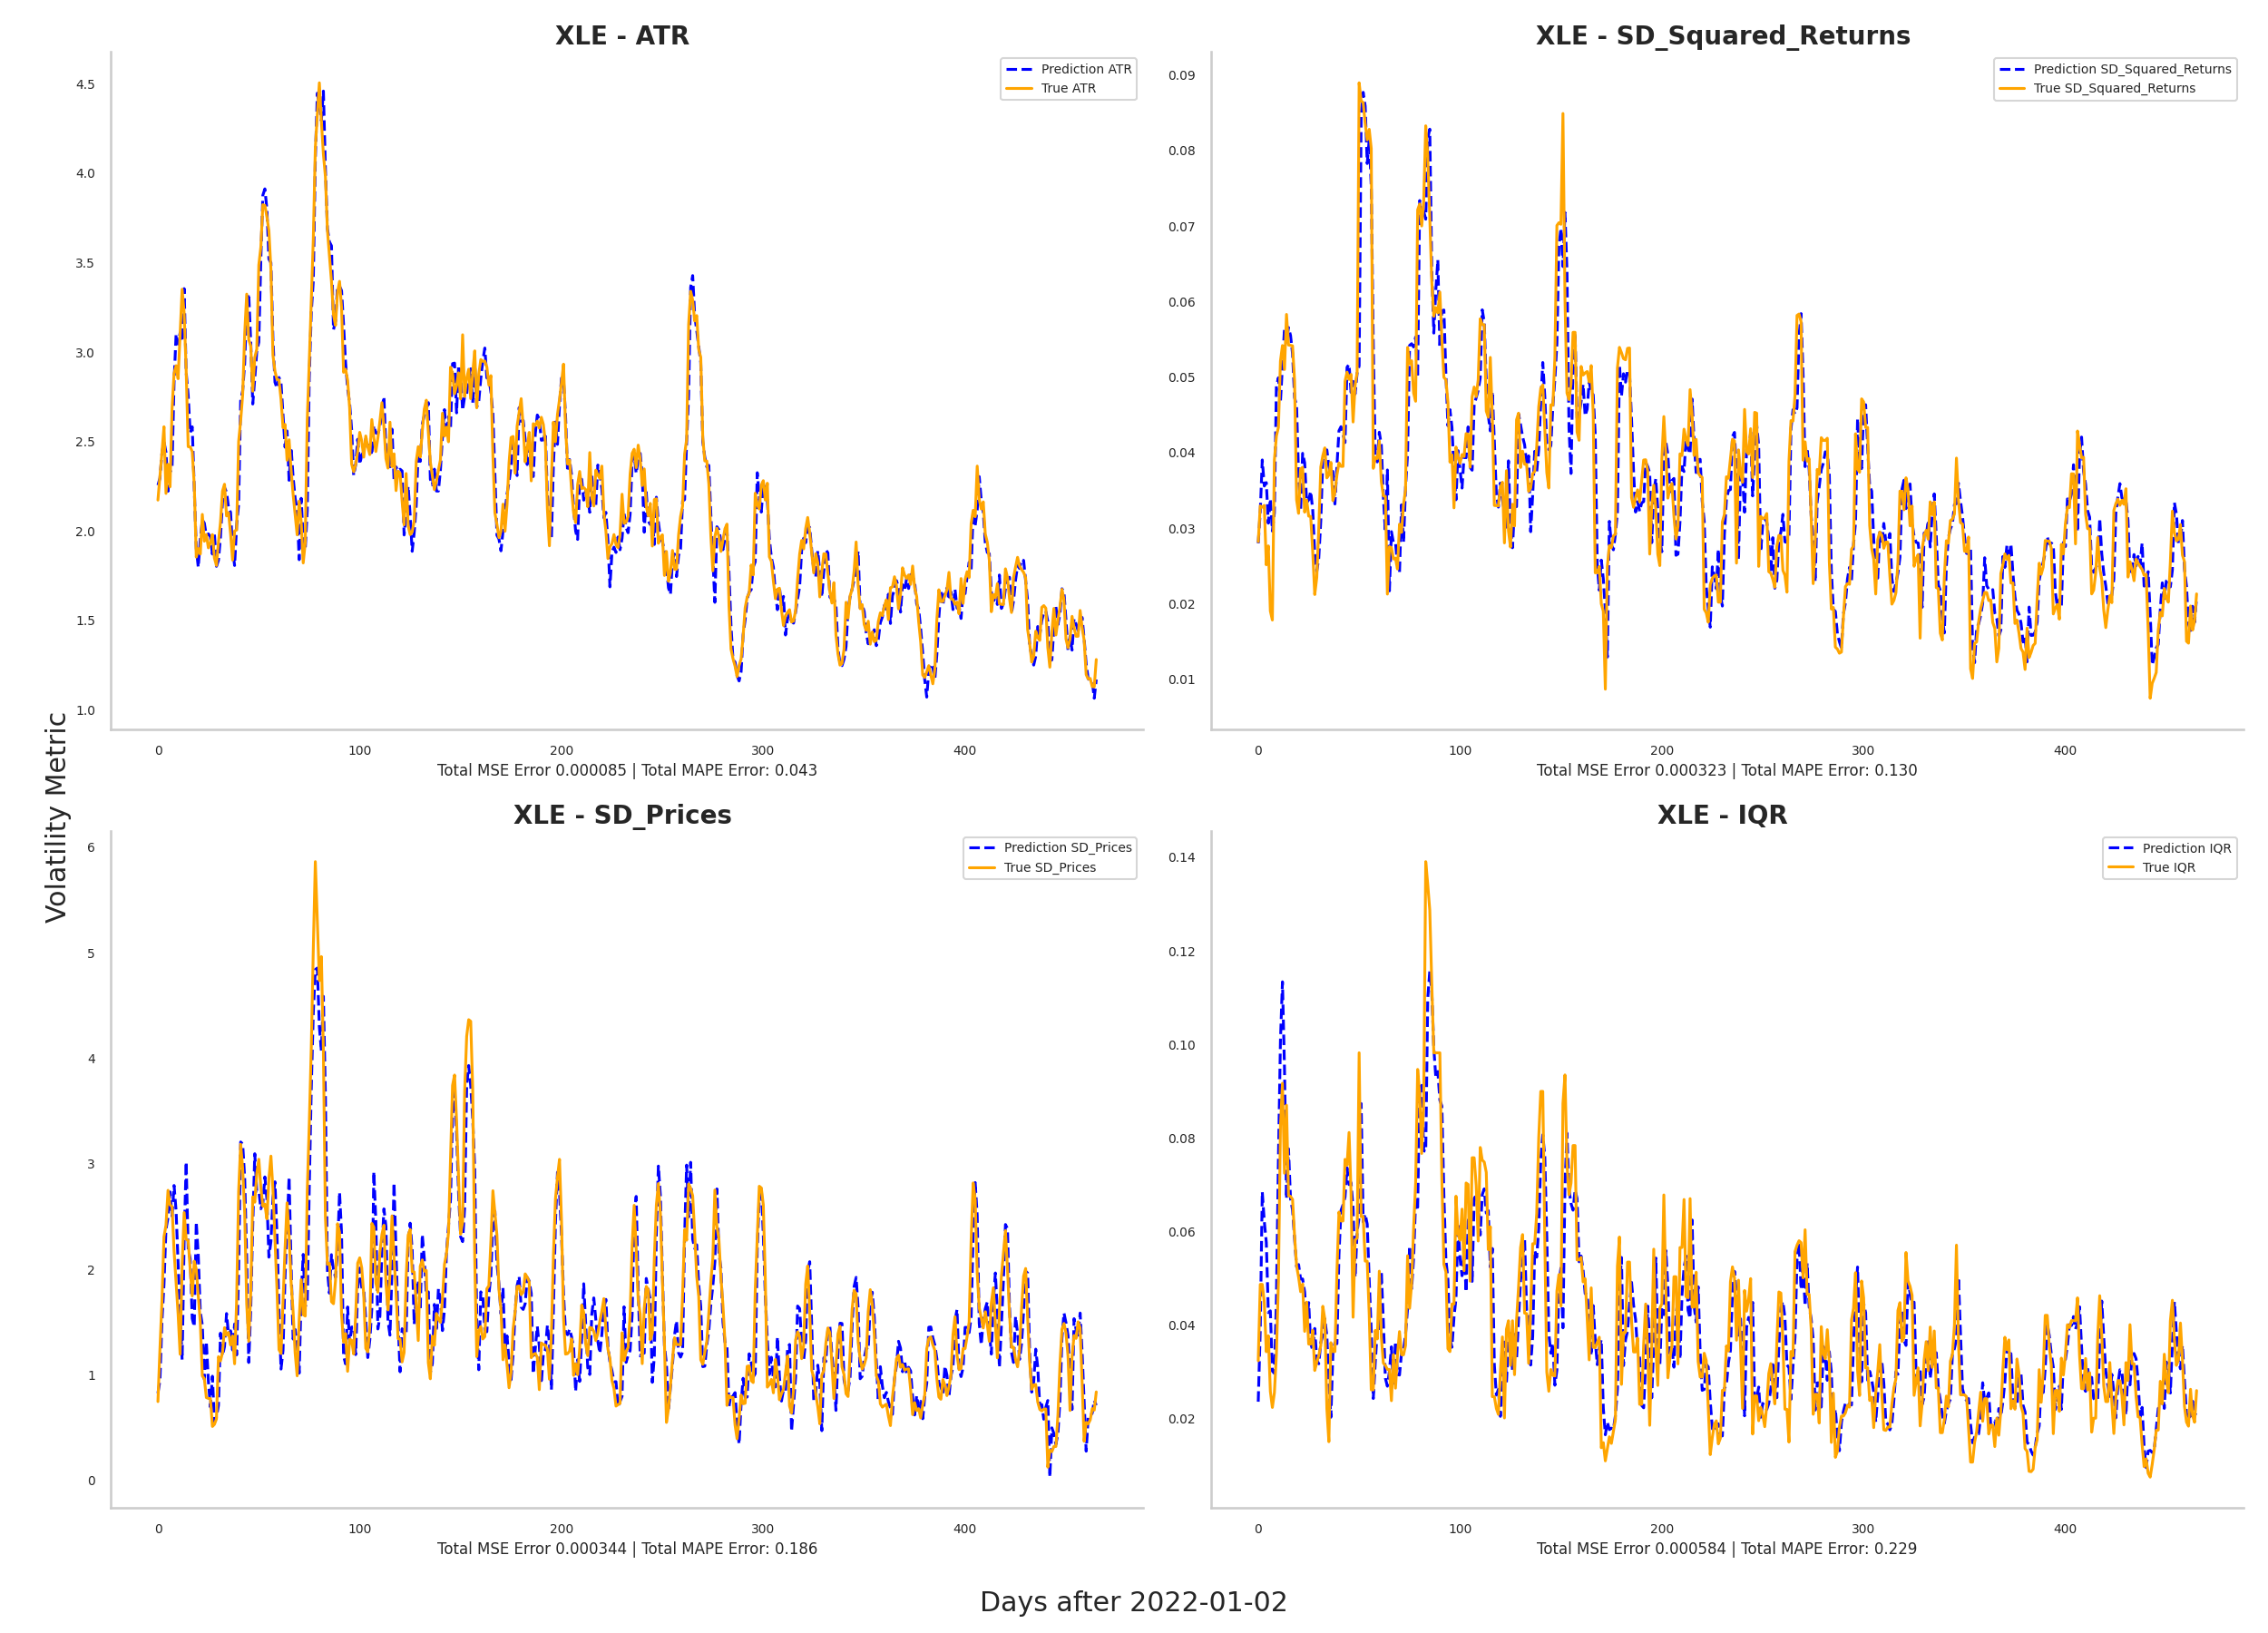 Volatility Metric
XLE - ATR
Prediction ATR
True ATR
4.5
4.0
3.5
3.0
2.5
2.0
1.5
1.0
0 100 200 300 400
Total MSE Error 0.000085 | Total MAPE Error: 0.043
XLE - SD_Squared_Returns
Prediction SD_Squared_Returns
True SD_Squared_Returns
0.09
0.08
0.07
0.06
0.05
0.04
0.03
0.02
0.01
0 100 200 300 400
Total MSE Error 0.000323 | Total MAPE Error: 0.130
XLE - SD_Prices
Prediction SD_Prices
True SD_Prices
6
5
4
3
2
1
0
0 100 200 300 400
Total MSE Error 0.000344 | Total MAPE Error: 0.186
XLE - IQR
Prediction IQR
True IQR
0.14
0.12
0.10
0.08
0.06
0.04
0.02
0 100 200 300 400
Total MSE Error 0.000584 | Total MAPE Error: 0.229
Days after 2022-01-02